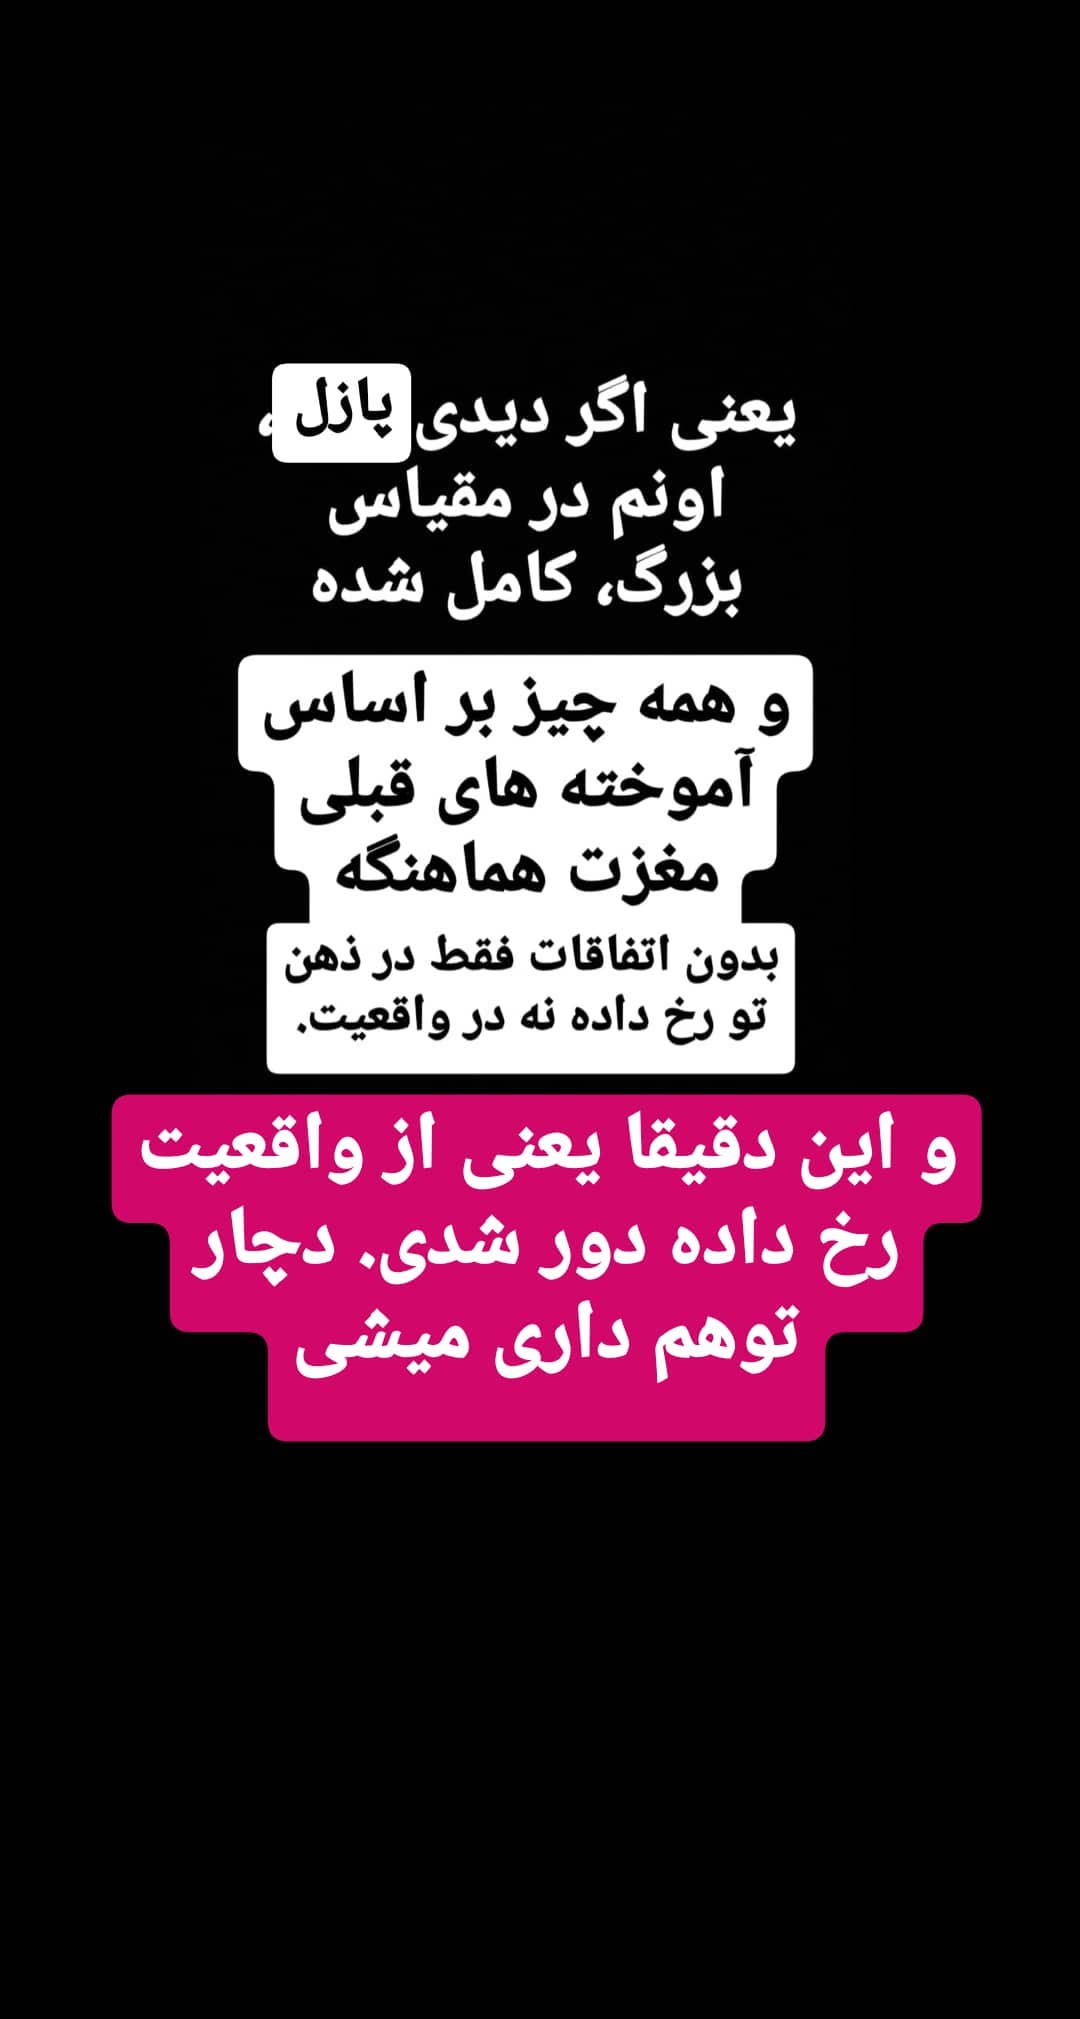 یعنی اگر دیدی پازل ،
اونم در مقیاس
بزرگ، کامل شده
و همه چیز بر اساس
آموخته های قبلی
مغزت هماهنگه
بدون اتفاقات فقط در ذهن
تو رخ داده نه در واقعیت.
و این دقیقا یعنی از واقعیت
رخ داده دور شدی. دچار
توهم داری میشی